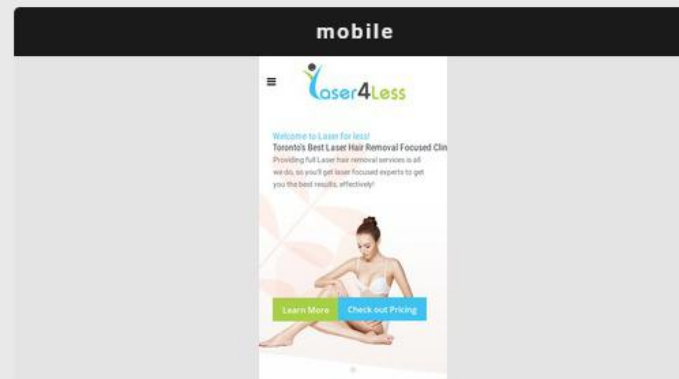 mobile
Laser4Less
Welcome to Laser for less!
Toronto's Best Laser Hair Removal Focused Clin
Providing full Laser hair removal services is all
we do, so you'll get laser focused experts to get
you the best results, effectively!
Learn More
Check out Pricing